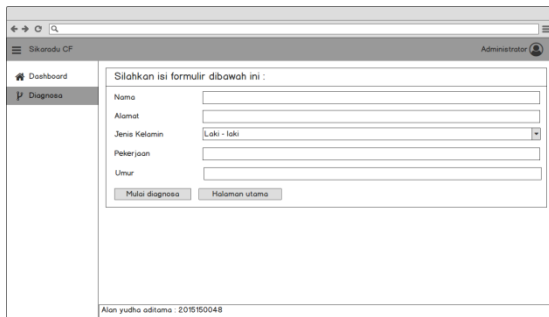 Sikaradu CF
Administrator
Dashboard
Diagnosa
Silahkan isi formulir dibawah ini :
Nama
Alamat
Jenis Kelamin
Laki - laki
Pekerjaan
Umur
Mulai diagnosa
Halaman utama
Alan yudha aditama : 2015150048